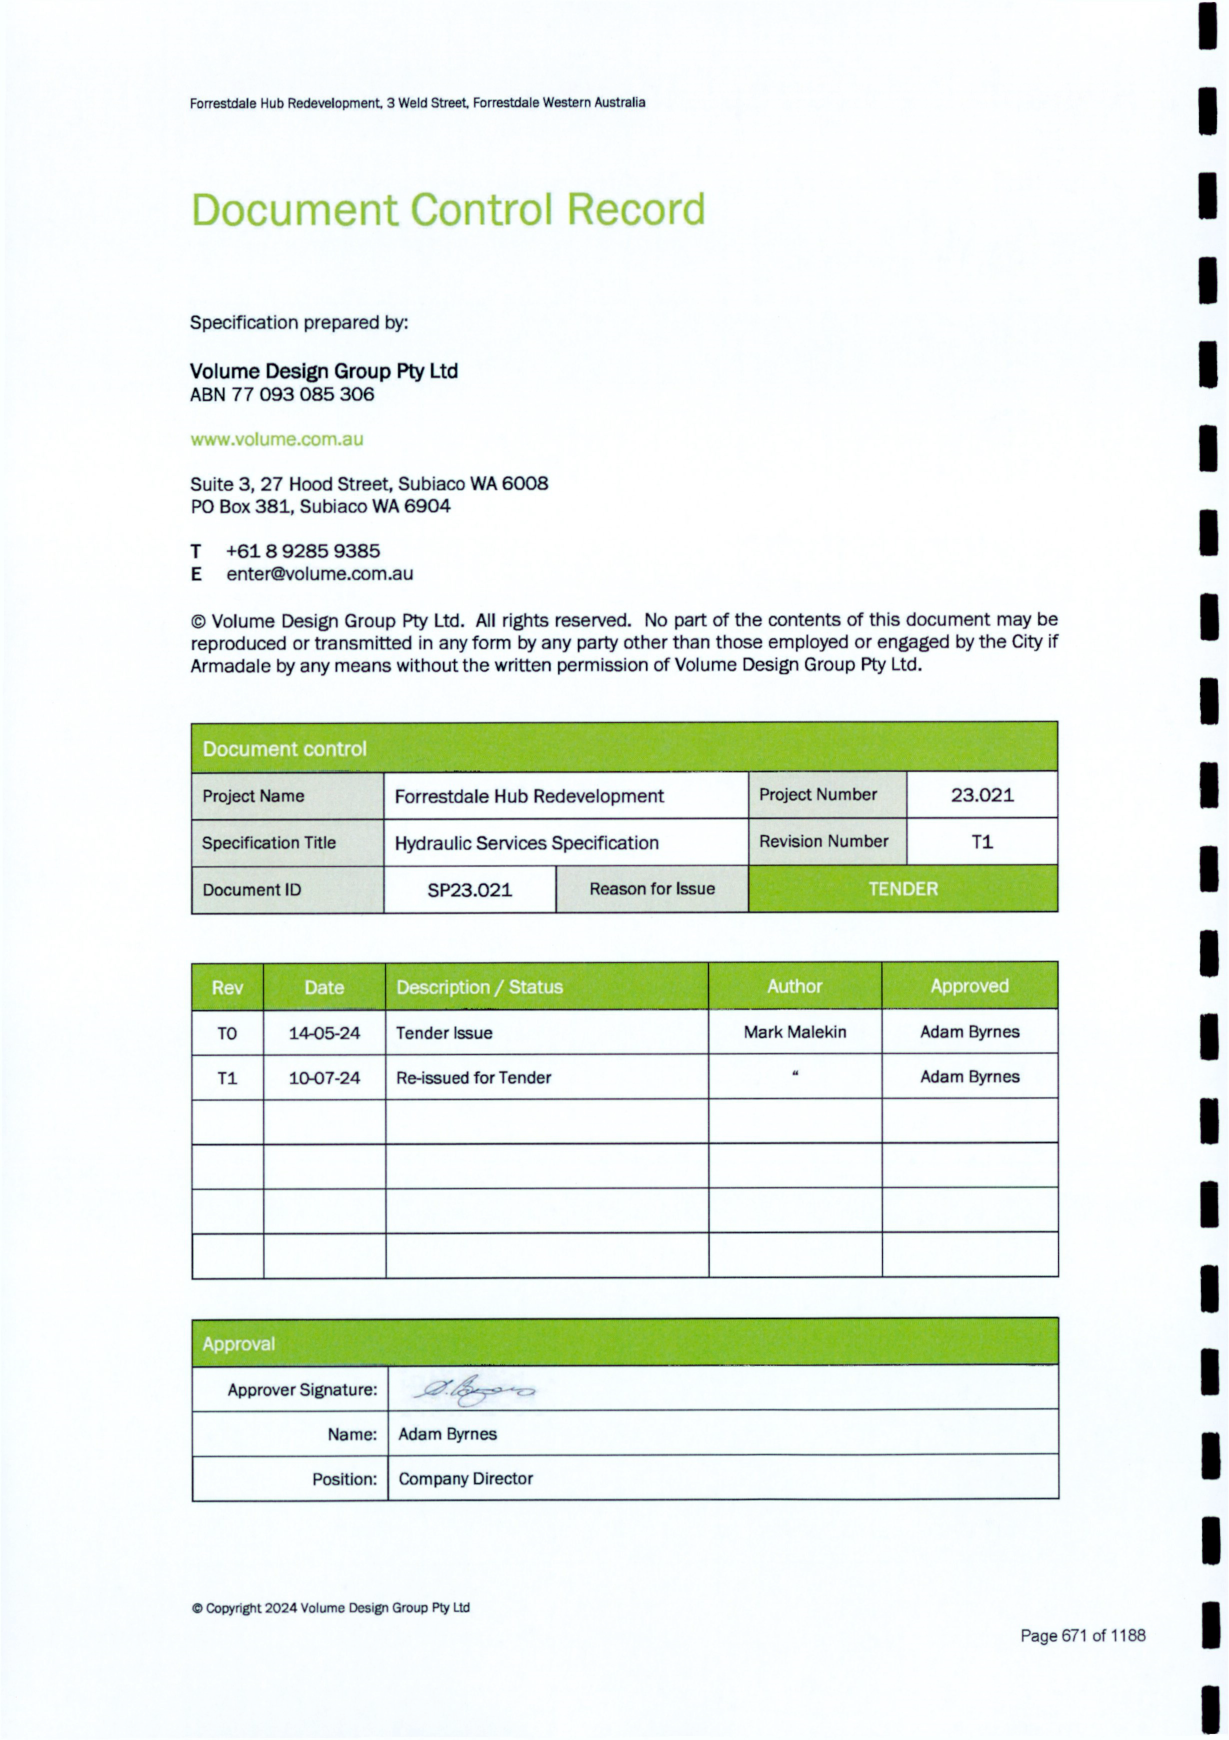 Forrestdale Hub Redevelopment, 3 Weld Street, Forrestdale Western Australia
Document Control Record
Specification prepared by:
Volume Design Group Pty Ltd
ABN 77 093 085 306
www.volume.com.au
Suite 3, 27 Hood Street, Subiaco WA 6008
PO Box 381, Subiaco WA 6904
T +61 8 9285 9385
E enter@volume.com.au
© Volume Design Group Pty Ltd. All rights reserved. No part of the contents of this document may be
reproduced or transmitted in any form by any party other than those employed or engaged by the City if
Armadale by any means without the written permission of Volume Design Group Pty Ltd.
Document control
Project Name Forrestdale Hub Redevelopment Project Number 23.021
Specification Title Hydraulic Services Specification Revision Number T1
Document ID SP23.021 Reason for Issue TENDER
Rev Date Description / Status Author Approved
T0 14-05-24 Tender Issue Mark Malekin Adam Byrnes
T1 10-07-24 Re-issued for Tender “ Adam Byrnes
Approval
Approver Signature: A. Byrnes
Name: Adam Byrnes
Position: Company Director
© Copyright 2024 Volume Design Group Pty Ltd
Page 671 of 1188